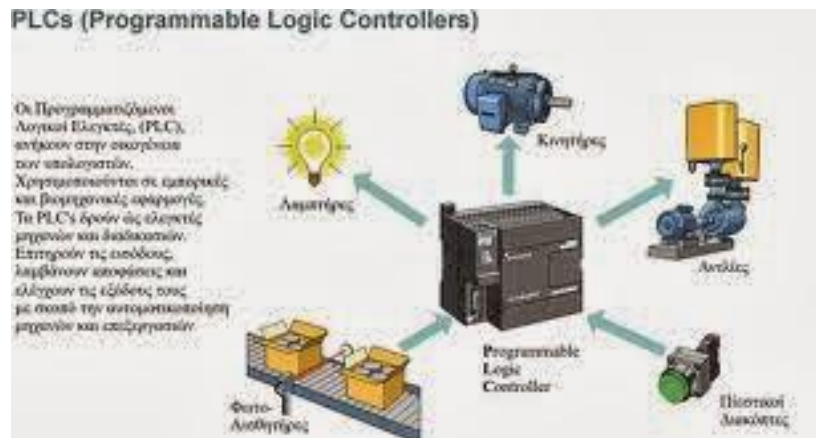 PLCs (Programmable Logic Controllers)
Οι Προγραμματιζόμενοι
Λογικοί Ελεγκτές, (PLC),
ανήκουν στην οικογένεια
των υπολογιστών.
Χρησιμοποιούνται σε εμπορικές
και βιομηχανικές εφαρμογές.
Τα PLC's δρούν ώς ελεγκτές
μηχανών και διαδικασιών.
Επιτηρούν τις εισόδους,
λαμβάνουν αποφάσεις και
ελέγχουν τις εξόδους τους
με σκοπό την αυτοματικοποίηση
μηχανών και επεξεργασιών
Λαμπτήρες
Κινητήρες
Αντλίες
Programmable
Logic
Controller
Φωτο-
Αισθητήρες
Πιεστικοί
Διακόπτες